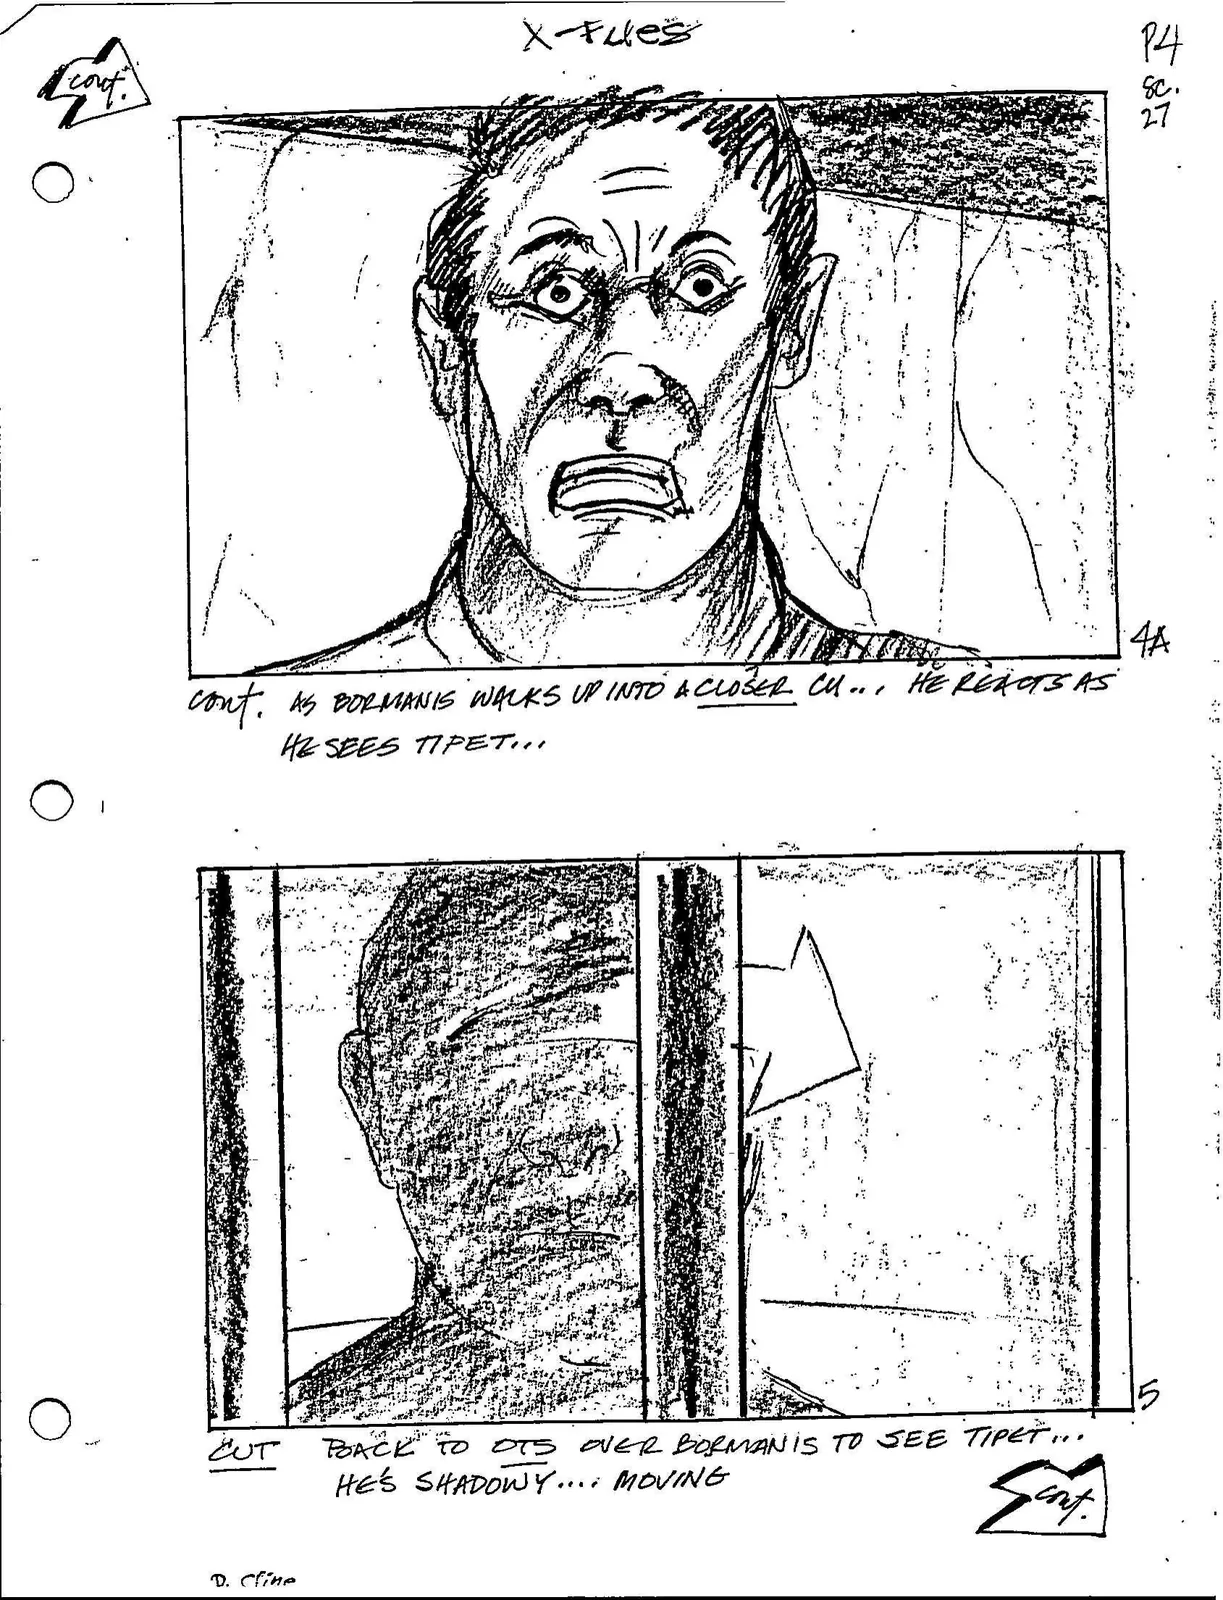 X-FILES
P4
SC.
27
cont.
4A
cont. AS BORMANIS WALKS UP INTO A CLOSER CU... HE REACTS AS
HE SEES TIPET...
5
CUT BACK TO OTS OVER BORMANIS TO SEE TIPET...
HE'S SHADOWY.... MOVING
cont.
D. Cline